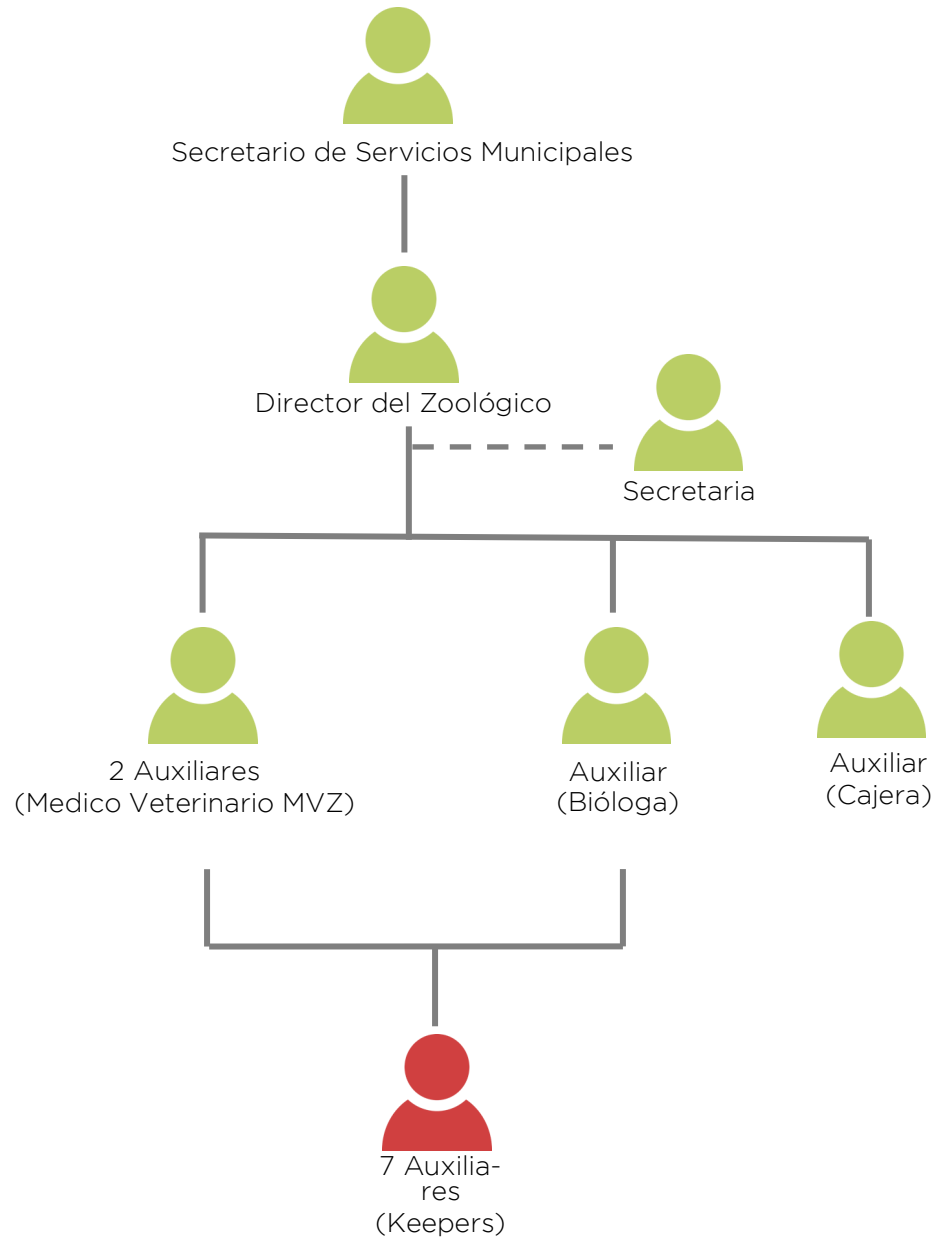 Secretario de Servicios Municipales
Director del Zoológico
Secretaria
2 Auxiliares
(Medico Veterinario MVZ)
Auxiliar
(Bióloga)
Auxiliar
(Cajera)
7 Auxilia-
res
(Keepers)